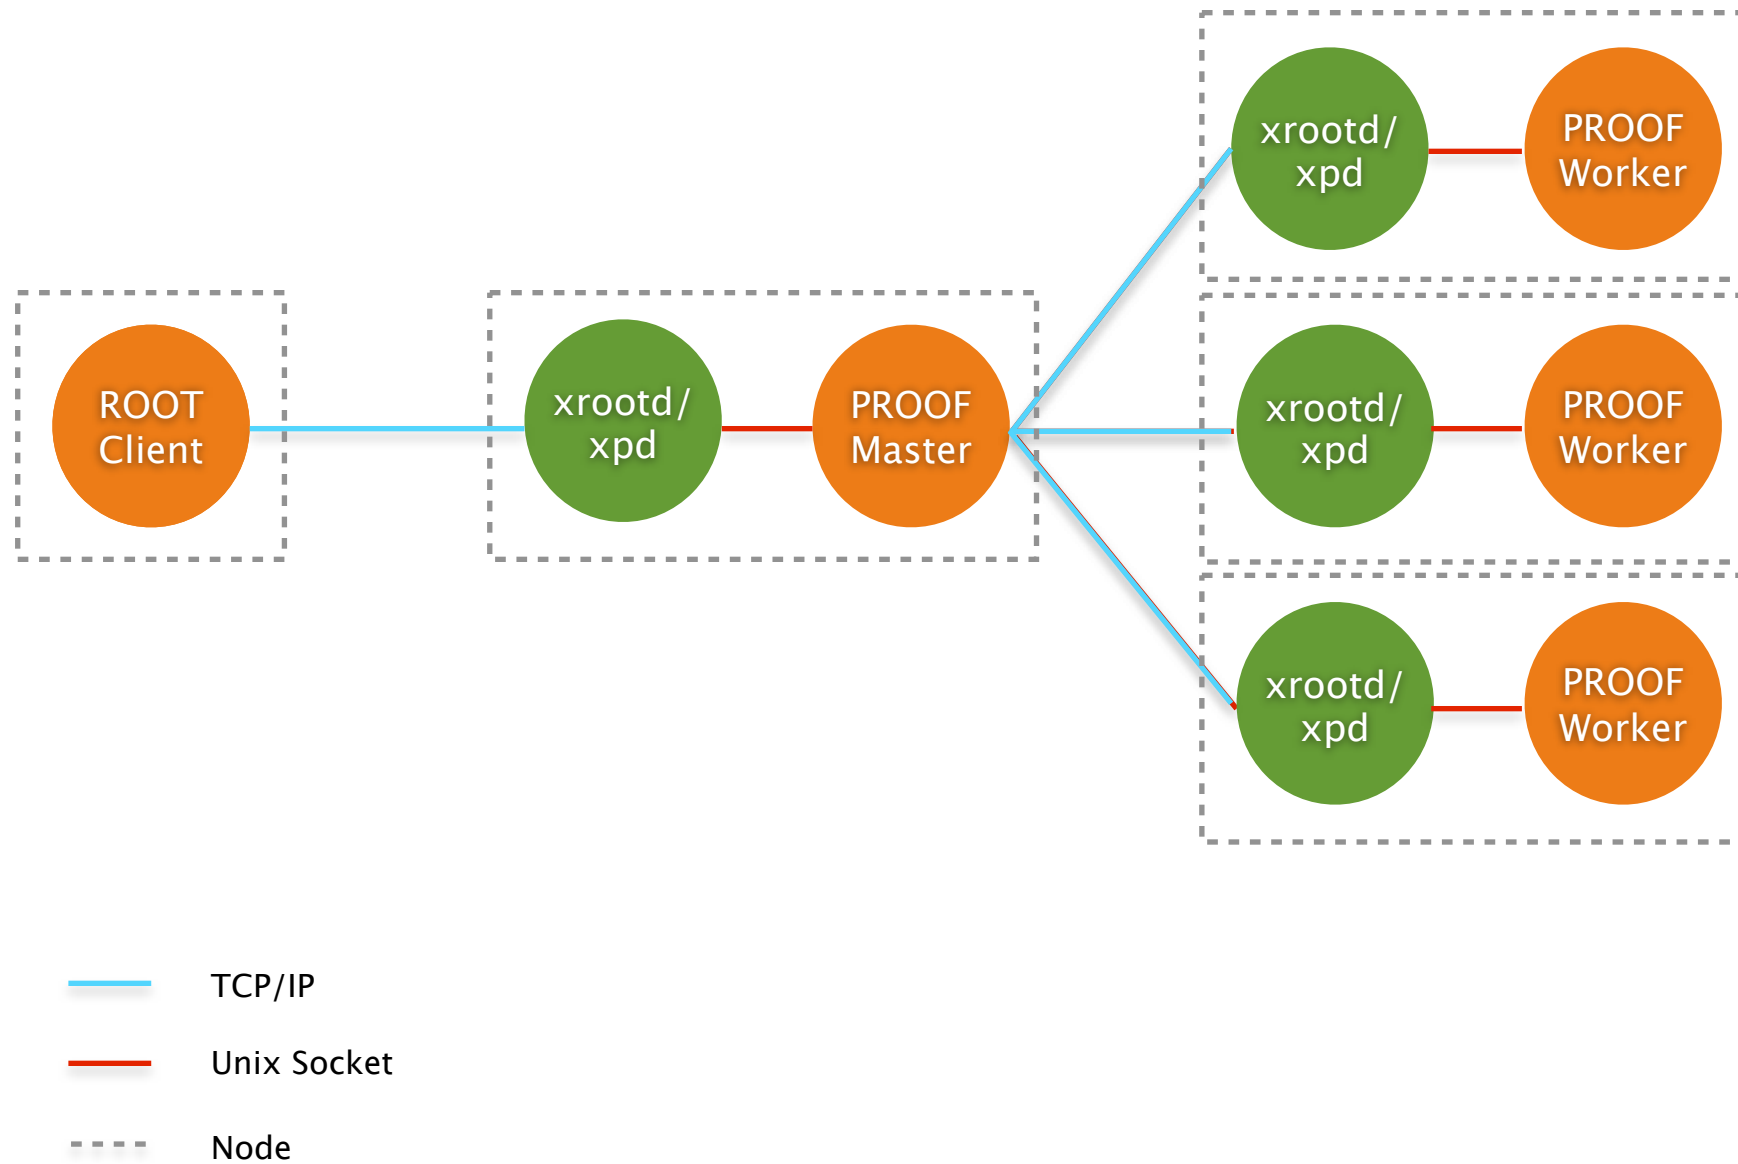 xrootd/
xpd
PROOF
Worker
ROOT
Client
xrootd/
xpd
PROOF
Master
xrootd/
xpd
PROOF
Worker
xrootd/
xpd
PROOF
Worker
TCP/IP
Unix Socket
Node